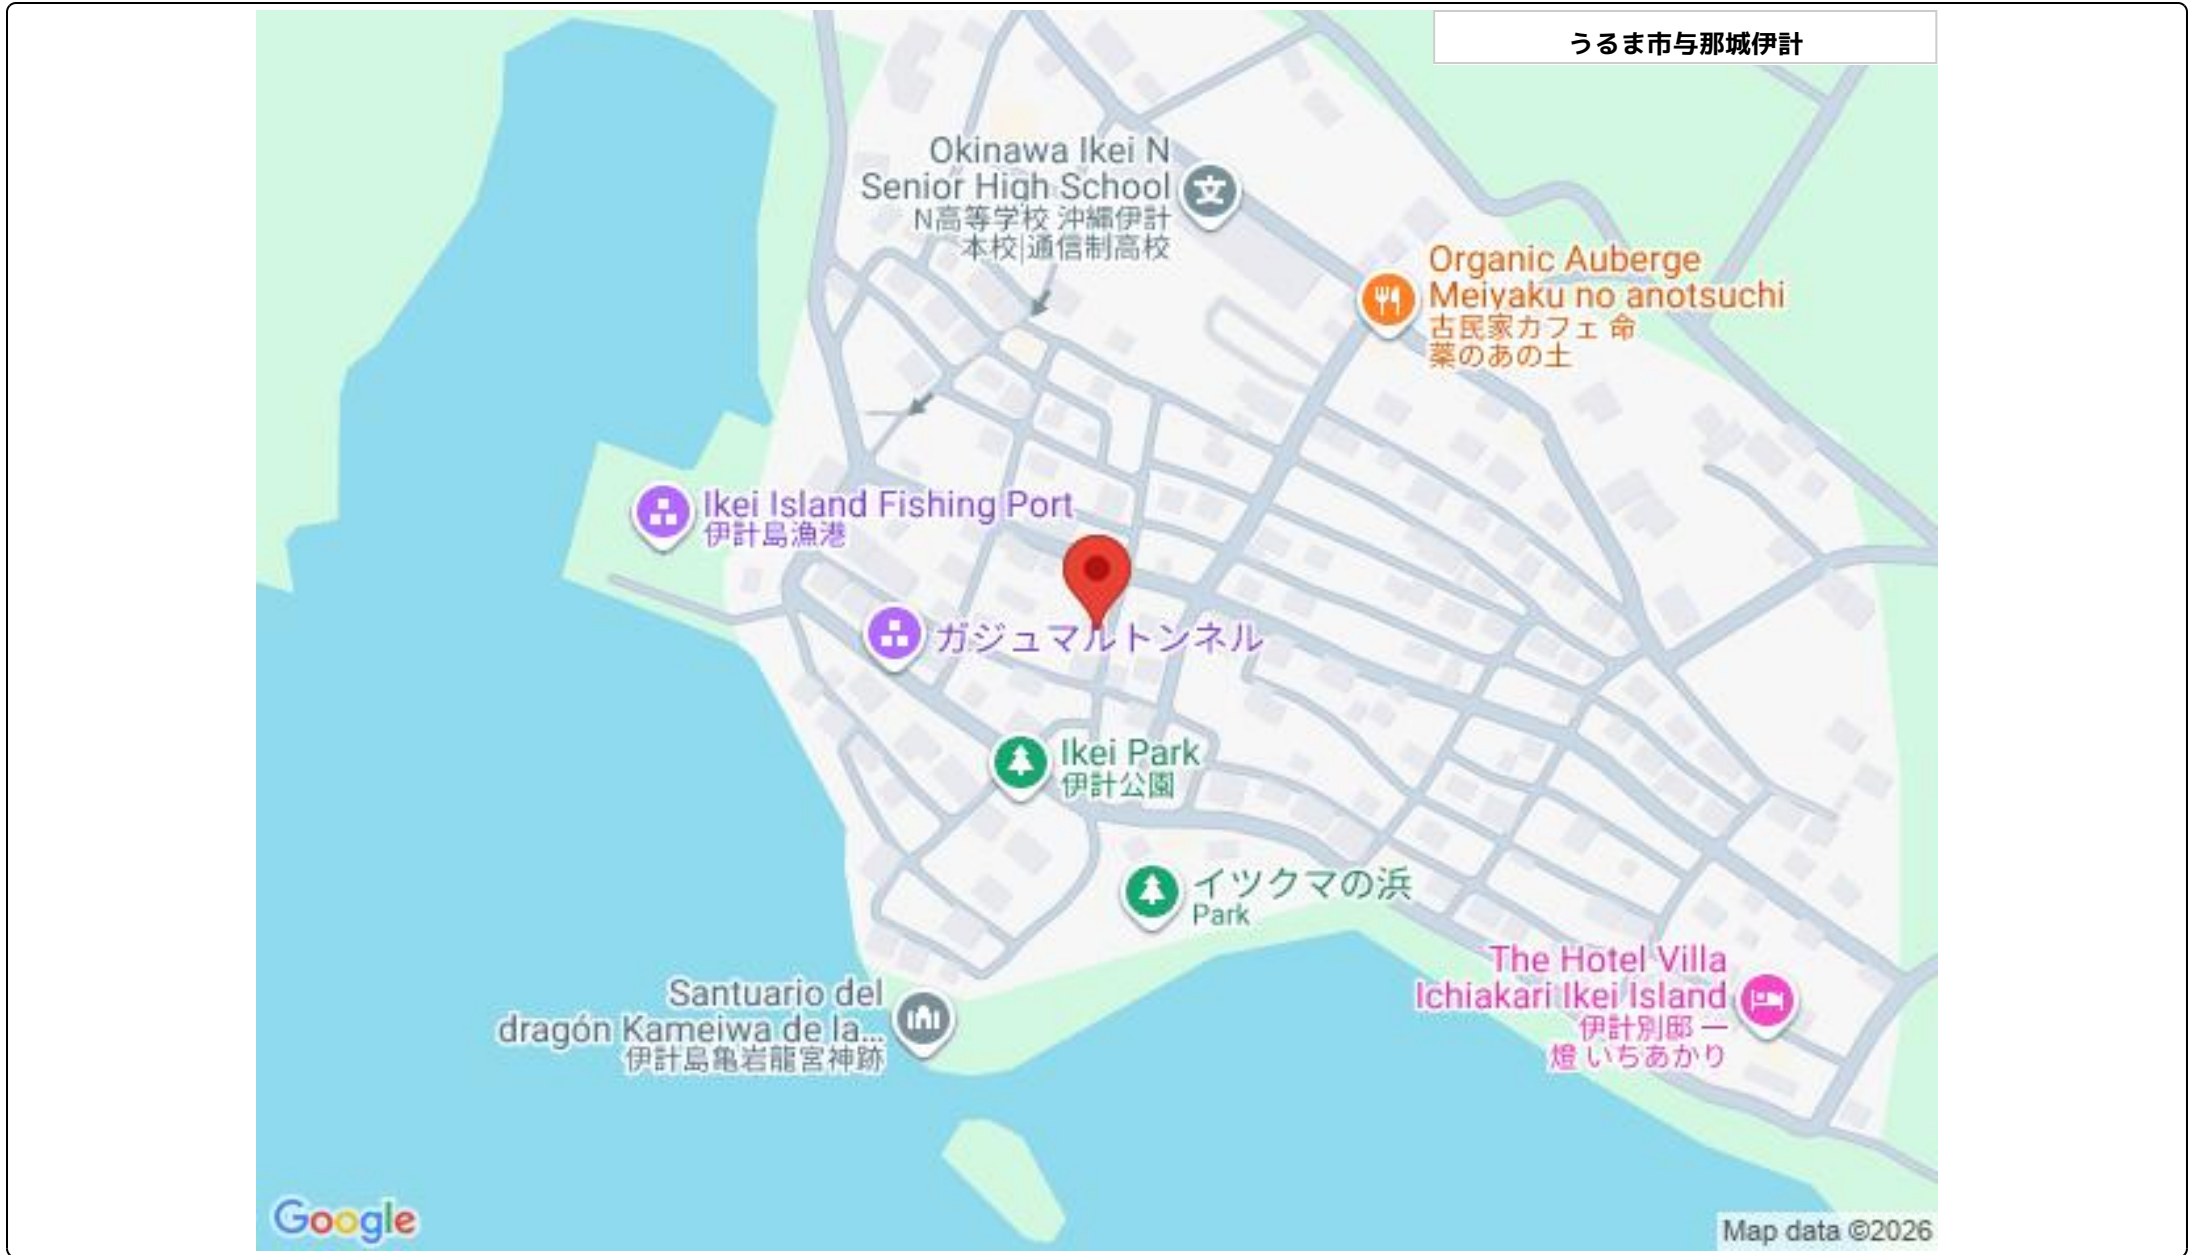 うるま市与那城伊計
Okinawa Ikei N
Senior High School
N高等学校 沖縄伊計
本校|通信制高校
Organic Auberge
Meiyaku no anotsuchi
古民家カフェ 命
薬のあの土
Ikei Island Fishing Port
伊計島漁港
ガジュマルトンネル
Ikei Park
伊計公園
イツクマの浜
Park
Santuario del
dragón Kameiwa de la...
伊計島亀岩龍宮神跡
The Hotel Villa
Ichiakari Ikei Island
伊計別邸 一
燈 いちあかり
Google
Map data ©2026